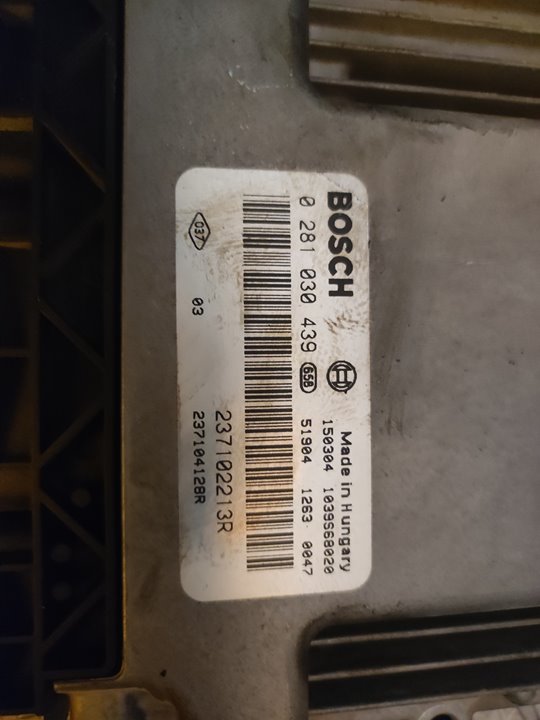 BOSCH
Made in Hungary
150304 1039S68020
0 281 030 439 658 51904 1263 0047
237102213R
037 03 237104128R